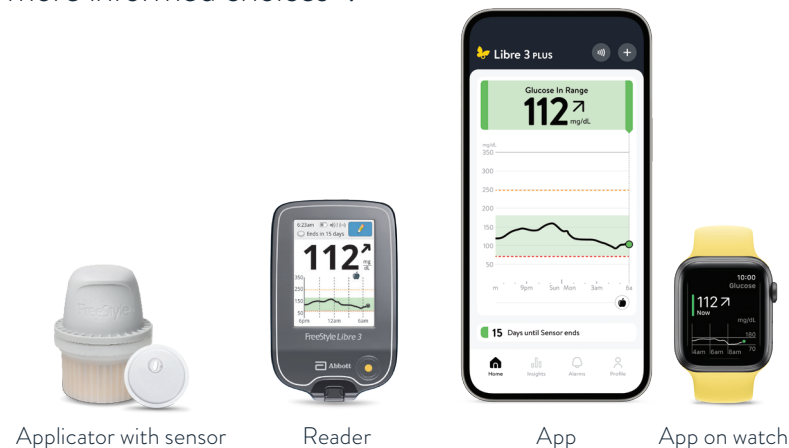 more informed choices
FreeStyle
Applicator with sensor
6:23am
Ends in 15 days
112
mg
dL
350
250
150
50
6pm 12am 6am
FreeStyle Libre 3
Abbott
Reader
Libre 3 PLUS
Glucose In Range
112
mg/dL
mg/dL
350
300
250
200
150
100
50
m 9pm Sun Mon 3am 6a
15 Days until Sensor ends
Home Insights Alarms Profile
App
10:00
Glucose
112
Now
mg/dL
180
70
4am 6am 8am
App on watch